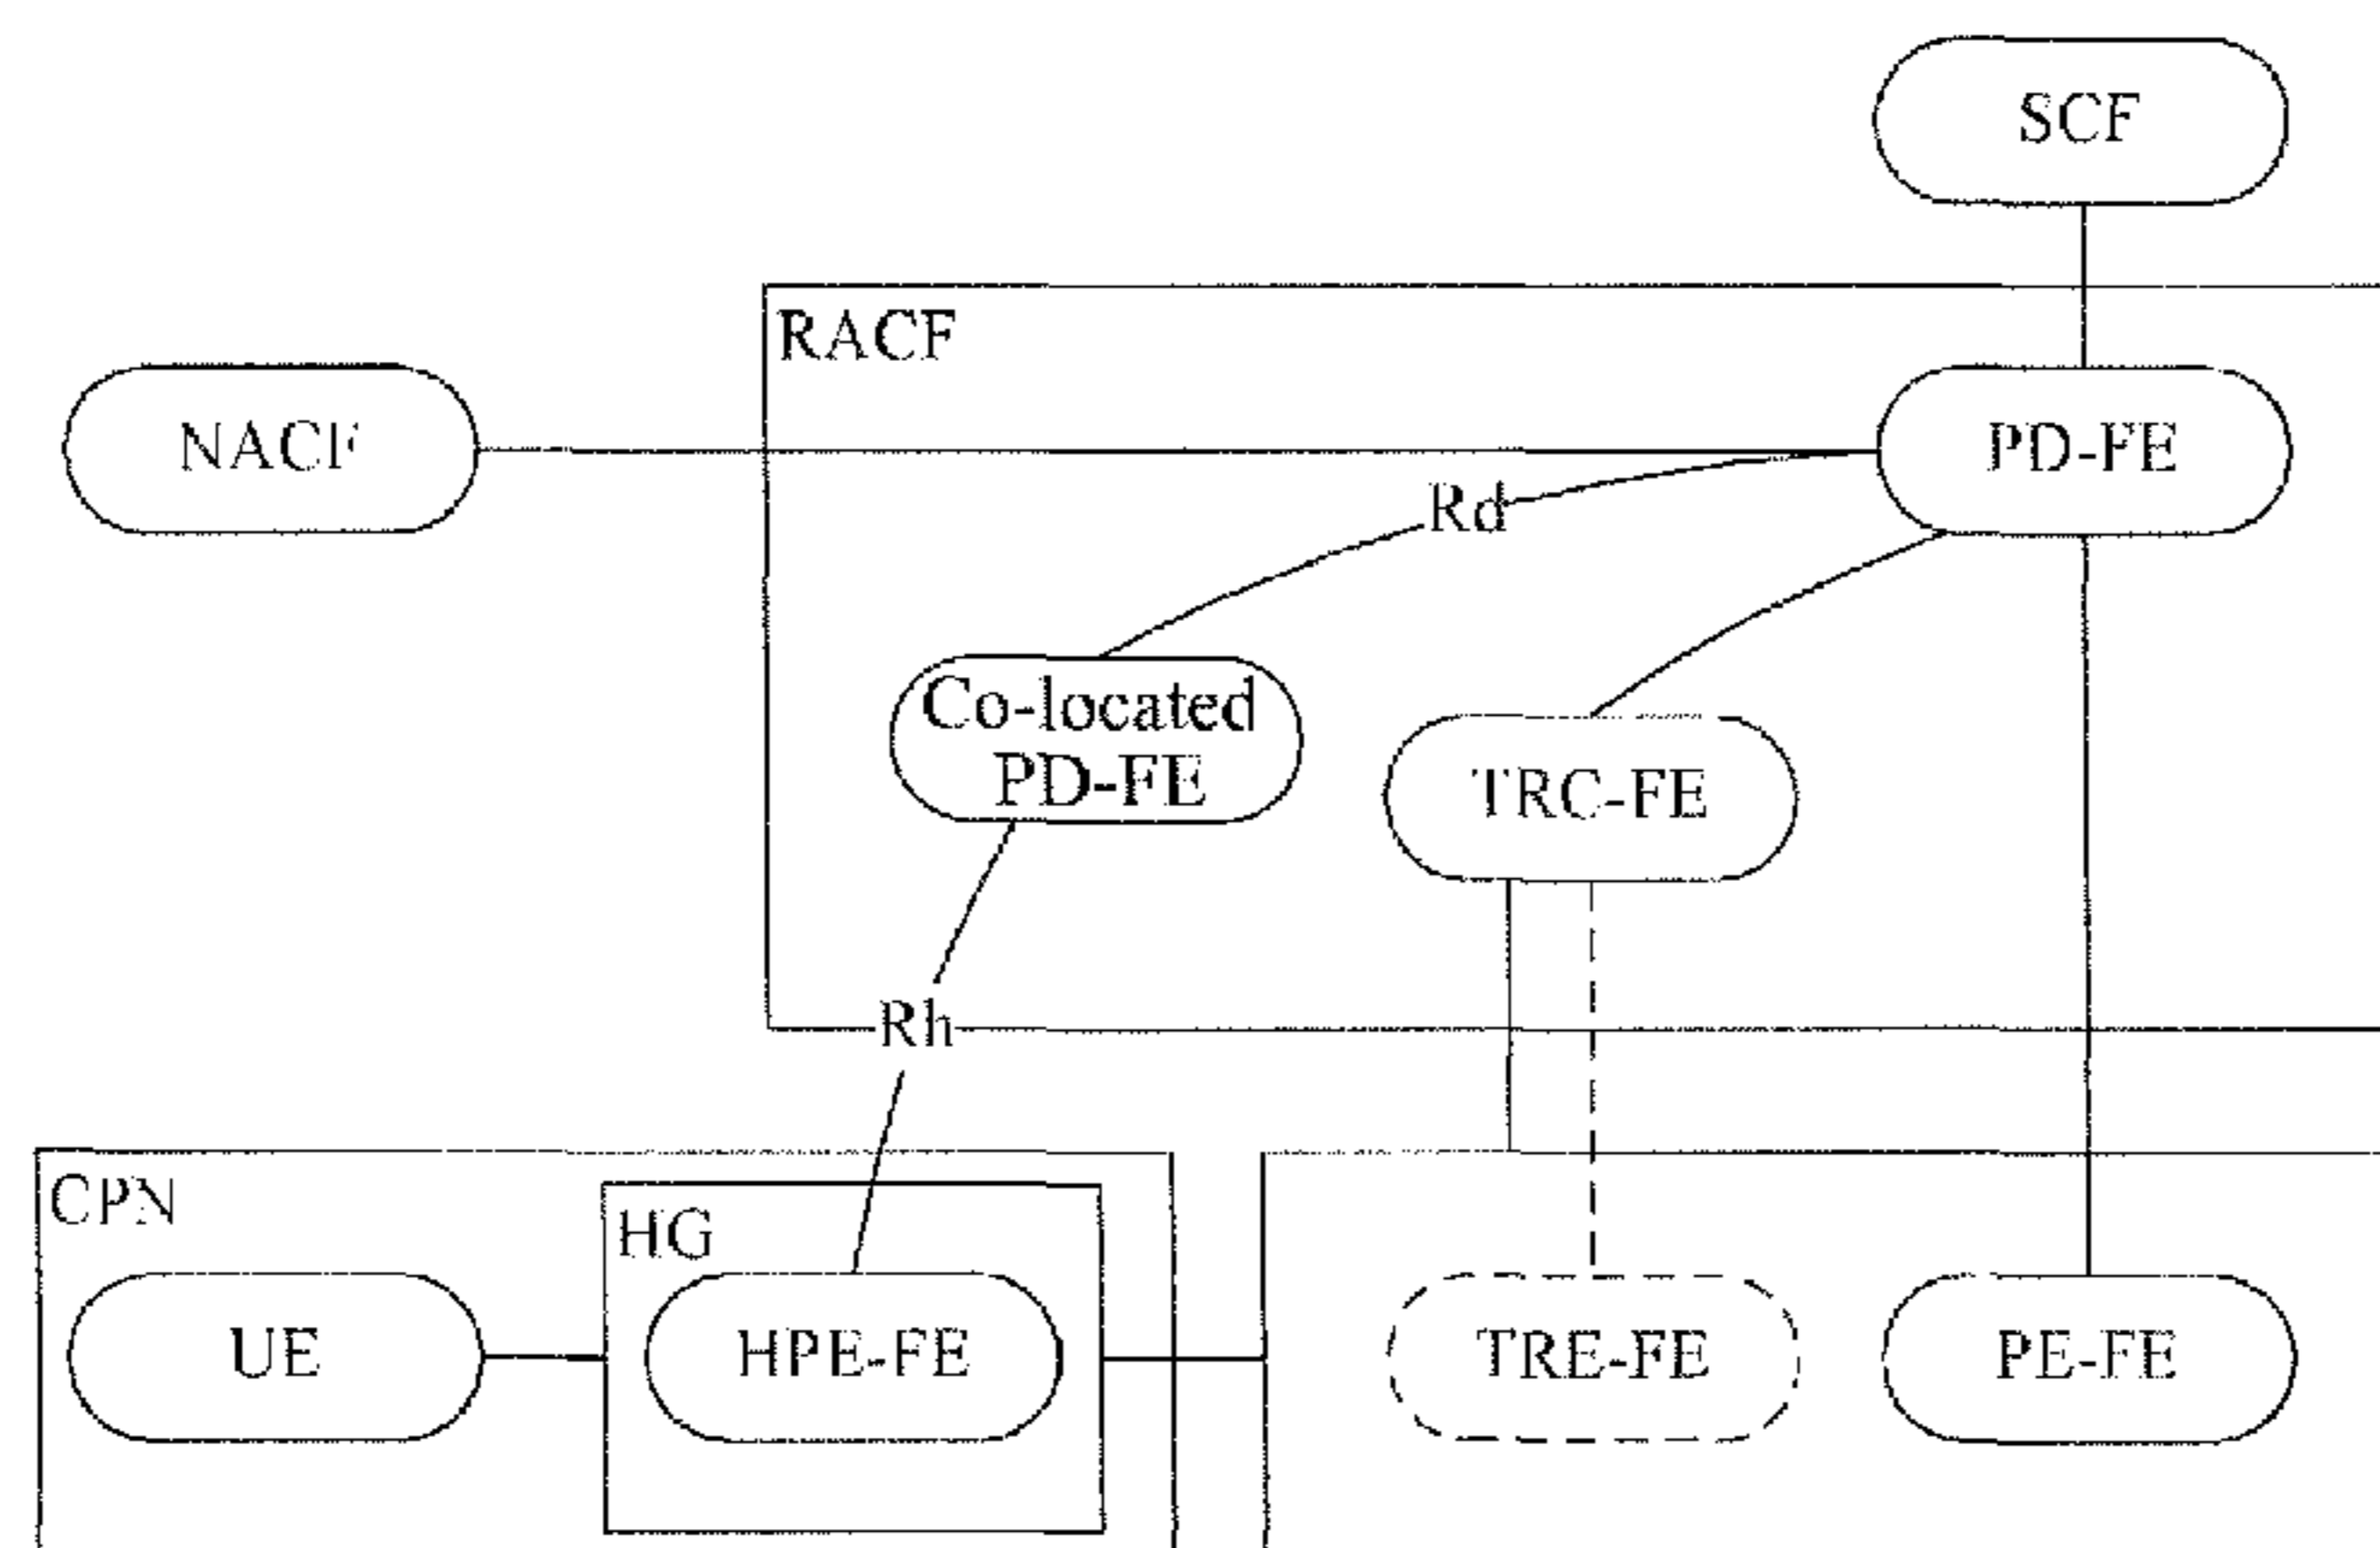 SCF
RACF
NACF
PD-FE
Rd
Co-located
PD-FE
TRC-FE
Rh
CPN
HG
UE
HPE-FE
TRE-FE
PE-FE